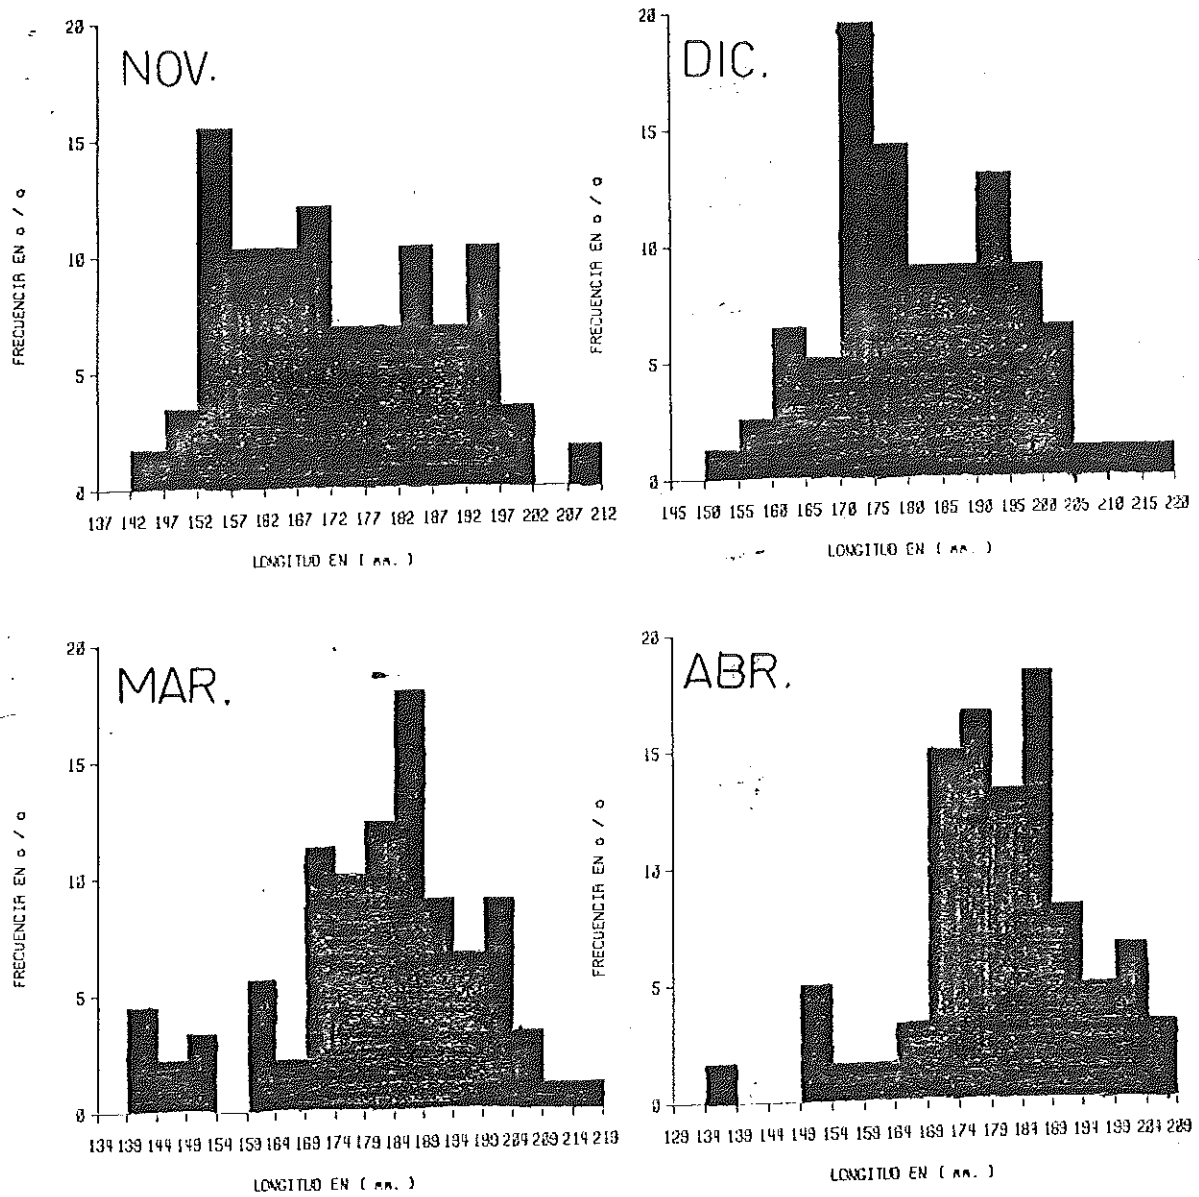 NOV.
20
15
10
5
0
FRECUENCIA EN o / o
137 142 147 152 157 162 167 172 177 182 187 192 197 202 207 212
LONGITUD EN ( mm. )
DIC.
20
15
10
5
0
FRECUENCIA EN o / o
145 150 155 160 165 170 175 180 185 190 195 200 205 210 215 220
LONGITUD EN ( mm. )
MAR.
20
15
10
5
0
FRECUENCIA EN o / o
134 139 144 149 154 159 164 169 174 179 184 189 194 199 204 209 214 219
LONGITUD EN ( mm. )
ABR.
20
15
10
5
0
FRECUENCIA EN o / o
129 134 139 144 149 154 159 164 169 174 179 184 189 194 199 204 209
LONGITUD EN ( mm. )